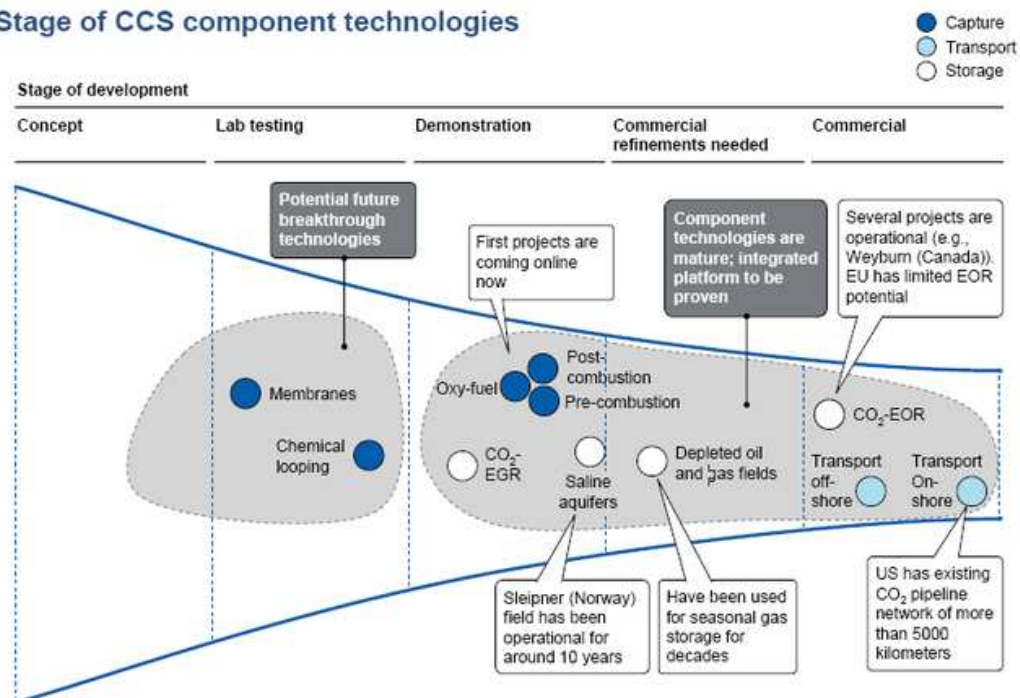 Stage of CCS component technologies
Capture
Transport
Storage
Stage of development
Concept
Lab testing
Demonstration
Commercial
refinements needed
Commercial
Potential future
breakthrough
technologies
First projects are
coming online
now
Component
technologies are
mature; integrated
platform to be
proven
Several projects are
operational (e.g.,
Weyburn (Canada)).
EU has limited EOR
potential
Membranes
Chemical
looping
Oxy-fuel
Post-
combustion
Pre-combustion
CO₂-
EGR
Saline
aquifers
Depleted oil
and gas fields
CO₂-EOR
Transport
off-
shore
Transport
On-
shore
Sleipner (Norway)
field has been
operational for
around 10 years
Have been used
for seasonal gas
storage for
decades
US has existing
CO₂ pipeline
network of more
than 5000
kilometers